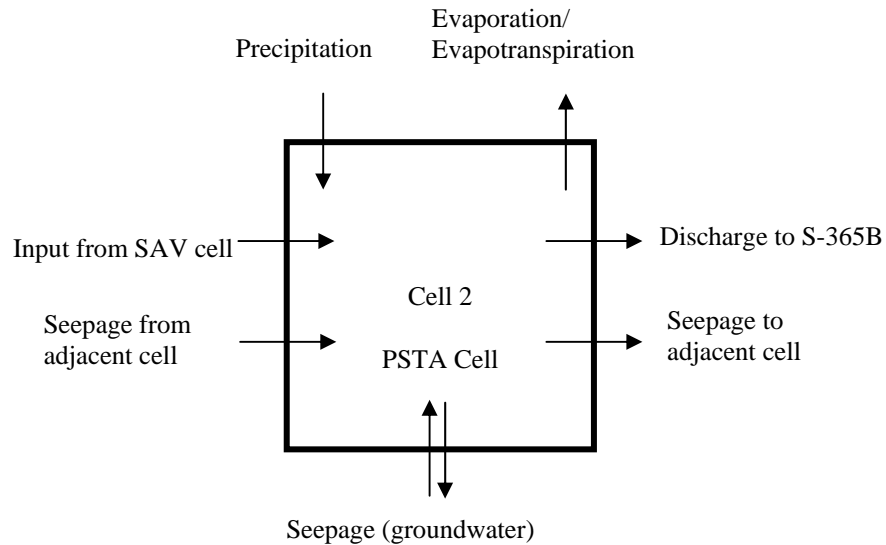 Evaporation/
Evapotranspiration
Precipitation
Input from SAV cell
Discharge to S-365B
Cell 2
Seepage from
adjacent cell
Seepage to
adjacent cell
PSTA Cell
Seepage (groundwater)